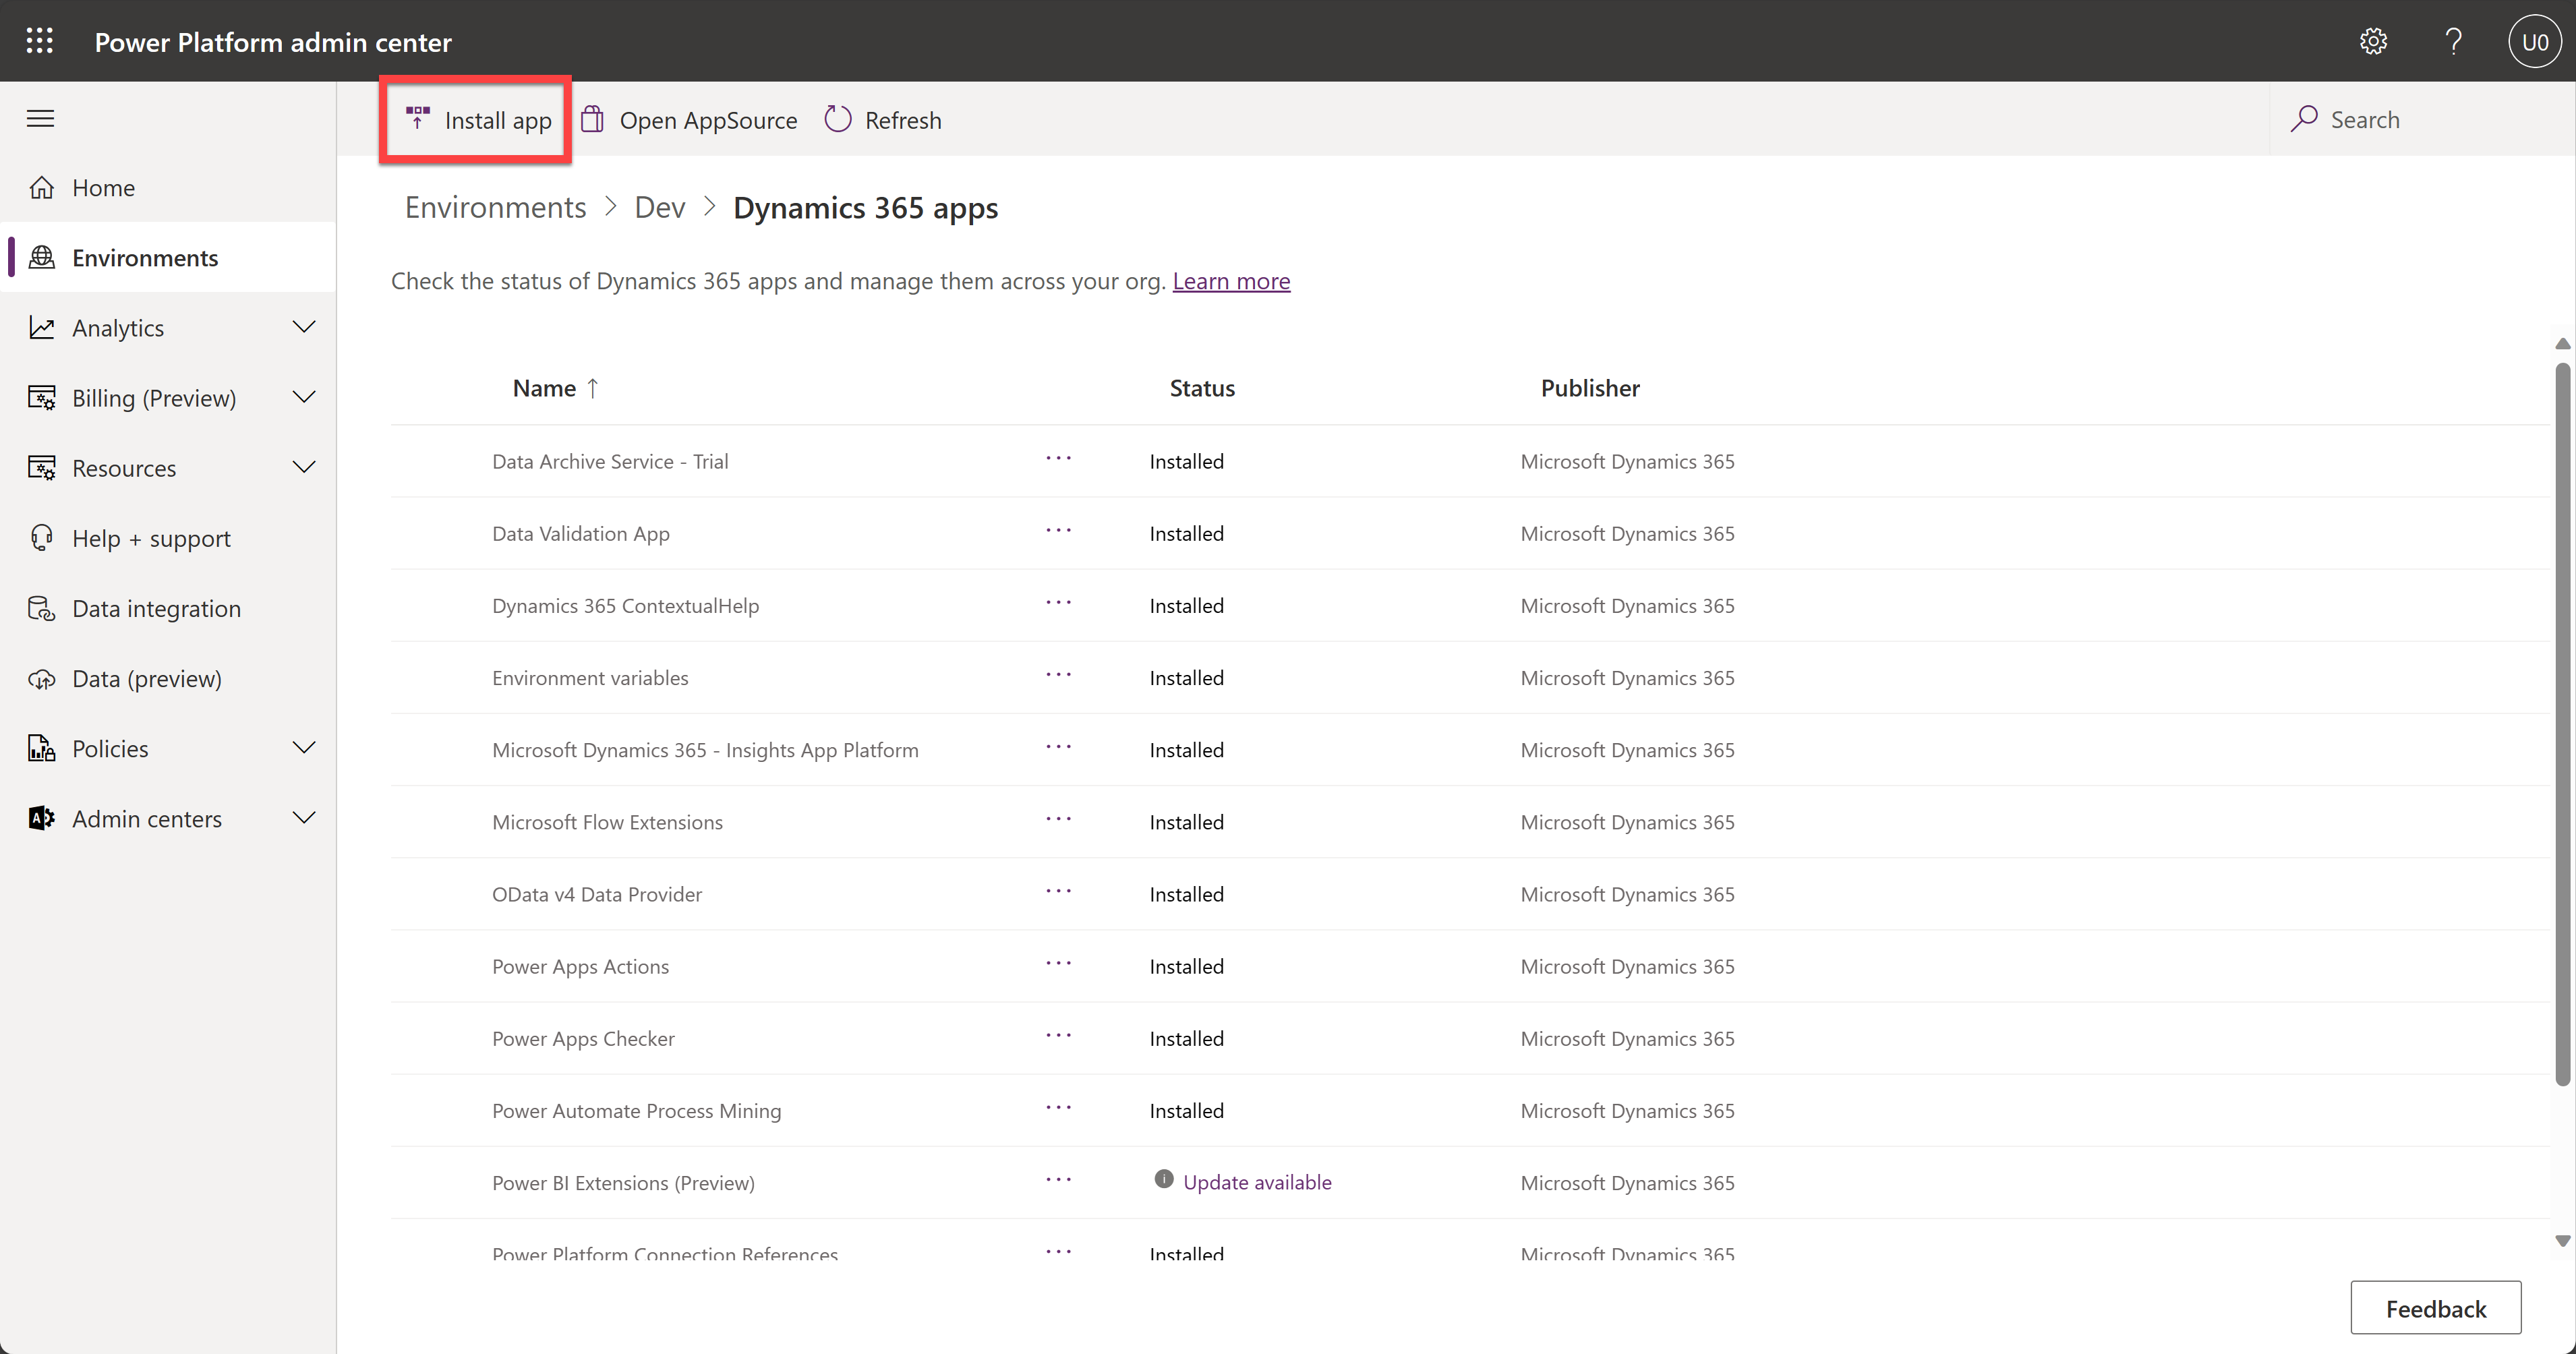 Power Platform admin center
U0
Install app
Open AppSource
Refresh
Search
Home
Environments
Analytics
Billing (Preview)
Resources
Help + support
Data integration
Data (preview)
Policies
Admin centers
Environments > Dev > Dynamics 365 apps
Check the status of Dynamics 365 apps and manage them across your org. Learn more
Name ↑ Status Publisher
Data Archive Service - Trial ... Installed Microsoft Dynamics 365
Data Validation App ... Installed Microsoft Dynamics 365
Dynamics 365 ContextualHelp ... Installed Microsoft Dynamics 365
Environment variables ... Installed Microsoft Dynamics 365
Microsoft Dynamics 365 - Insights App Platform ... Installed Microsoft Dynamics 365
Microsoft Flow Extensions ... Installed Microsoft Dynamics 365
OData v4 Data Provider ... Installed Microsoft Dynamics 365
Power Apps Actions ... Installed Microsoft Dynamics 365
Power Apps Checker ... Installed Microsoft Dynamics 365
Power Automate Process Mining ... Installed Microsoft Dynamics 365
Power BI Extensions (Preview) ... Update available Microsoft Dynamics 365
Power Platform Connection References ... Installed Microsoft Dynamics 365
Feedback